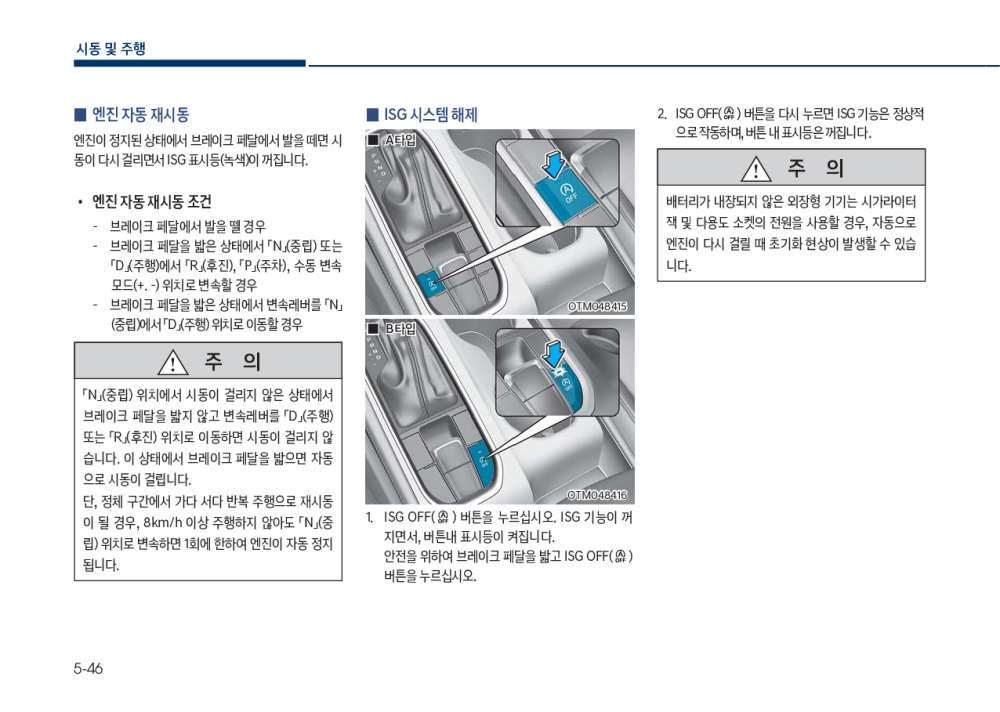 시동 및 주행
■ 엔진 자동 재시동
엔진이 정지된 상태에서 브레이크 페달에서 발을 떼면 시
동이 다시 걸리면서 ISG 표시등(녹색)이 꺼집니다.
• 엔진 자동 재시동 조건
- 브레이크 페달에서 발을 뗄 경우
- 브레이크 페달을 밟은 상태에서 「N」(중립) 또는
「D」(주행)에서 「R」(후진), 「P」(주차), 수동 변속
모드(+. -) 위치로 변속할 경우
- 브레이크 페달을 밟은 상태에서 변속레버를 「N」
(중립)에서 「D」(주행) 위치로 이동할 경우
주 의
「N」(중립) 위치에서 시동이 걸리지 않은 상태에서
브레이크 페달을 밟지 않고 변속레버를 「D」(주행)
또는 「R」(후진) 위치로 이동하면 시동이 걸리지 않
습니다. 이 상태에서 브레이크 페달을 밟으면 자동
으로 시동이 걸립니다.
단, 정체 구간에서 가다 서다 반복 주행으로 재시동
이 될 경우, 8km/h 이상 주행하지 않아도 「N」(중
립) 위치로 변속하면 1회에 한하여 엔진이 자동 정지
됩니다.
■ ISG 시스템 해제
■ A타입
OFF
OTM048415
■ B타입
OFF
OTM048416
1. ISG OFF( ) 버튼을 누르십시오. ISG 기능이 꺼
지면서, 버튼내 표시등이 켜집니다.
안전을 위하여 브레이크 페달을 밟고 ISG OFF( )
버튼을 누르십시오.
2. ISG OFF( ) 버튼을 다시 누르면 ISG 기능은 정상적
으로 작동하며, 버튼 내 표시등은 꺼집니다.
주 의
배터리가 내장되지 않은 외장형 기기는 시가라이터
잭 및 다용도 소켓의 전원을 사용할 경우, 자동으로
엔진이 다시 걸릴 때 초기화 현상이 발생할 수 있습
니다.
5-46